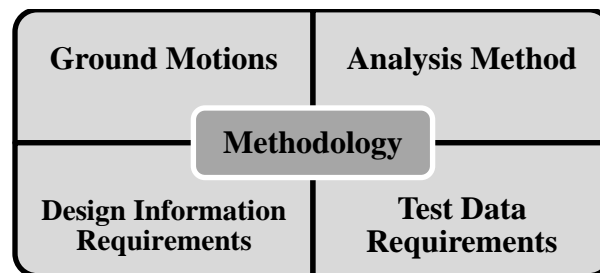 Ground Motions
Analysis Method
Methodology
Design Information
Requirements
Test Data
Requirements